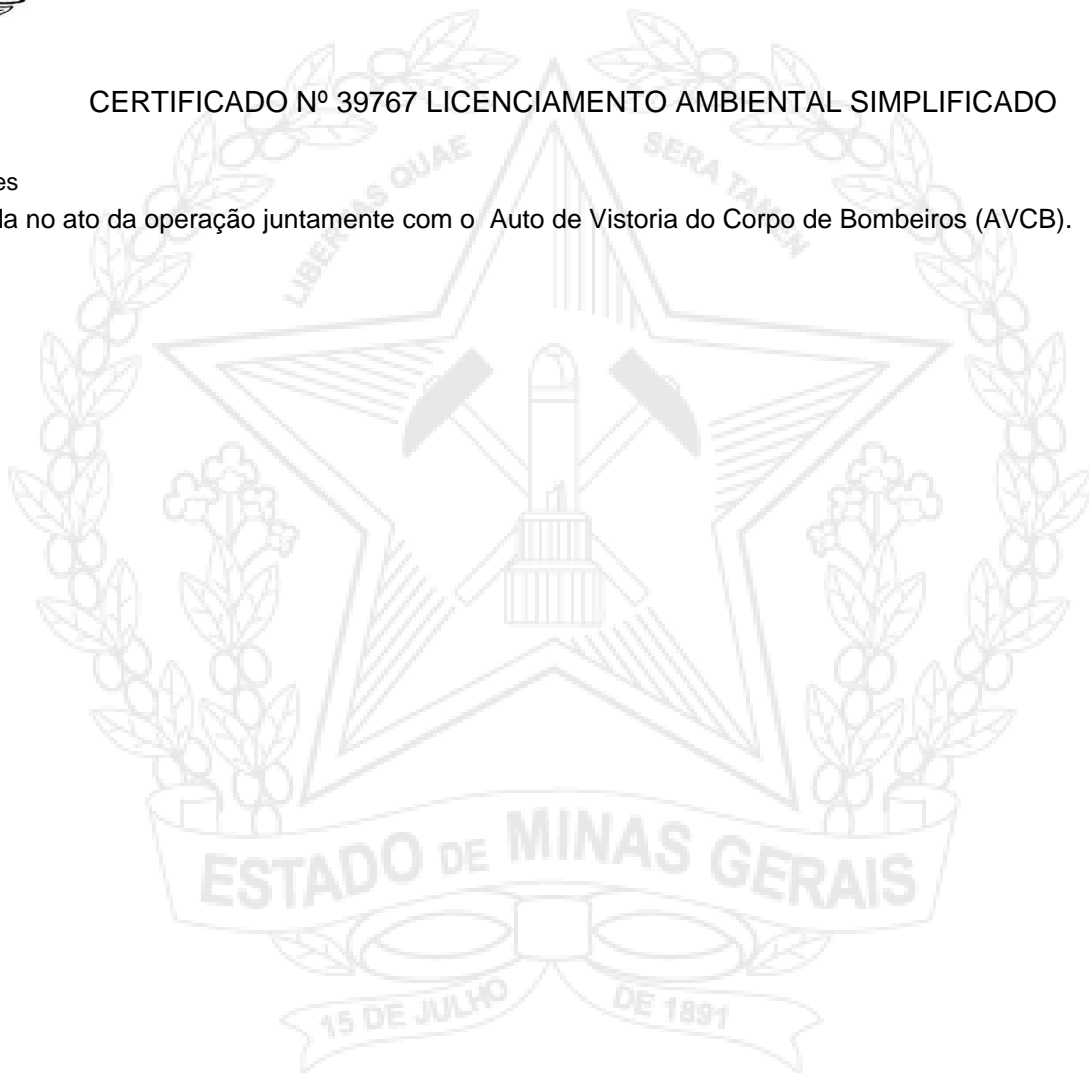 CERTIFICADO Nº 39767 LICENCIAMENTO AMBIENTAL SIMPLIFICADO
LIBERTAS QUAE SERA TAMEN
es
da no ato da operação juntamente com o Auto de Vistoria do Corpo de Bombeiros (AVCB).
ESTADO DE MINAS GERAIS
15 DE JULHO DE 1891